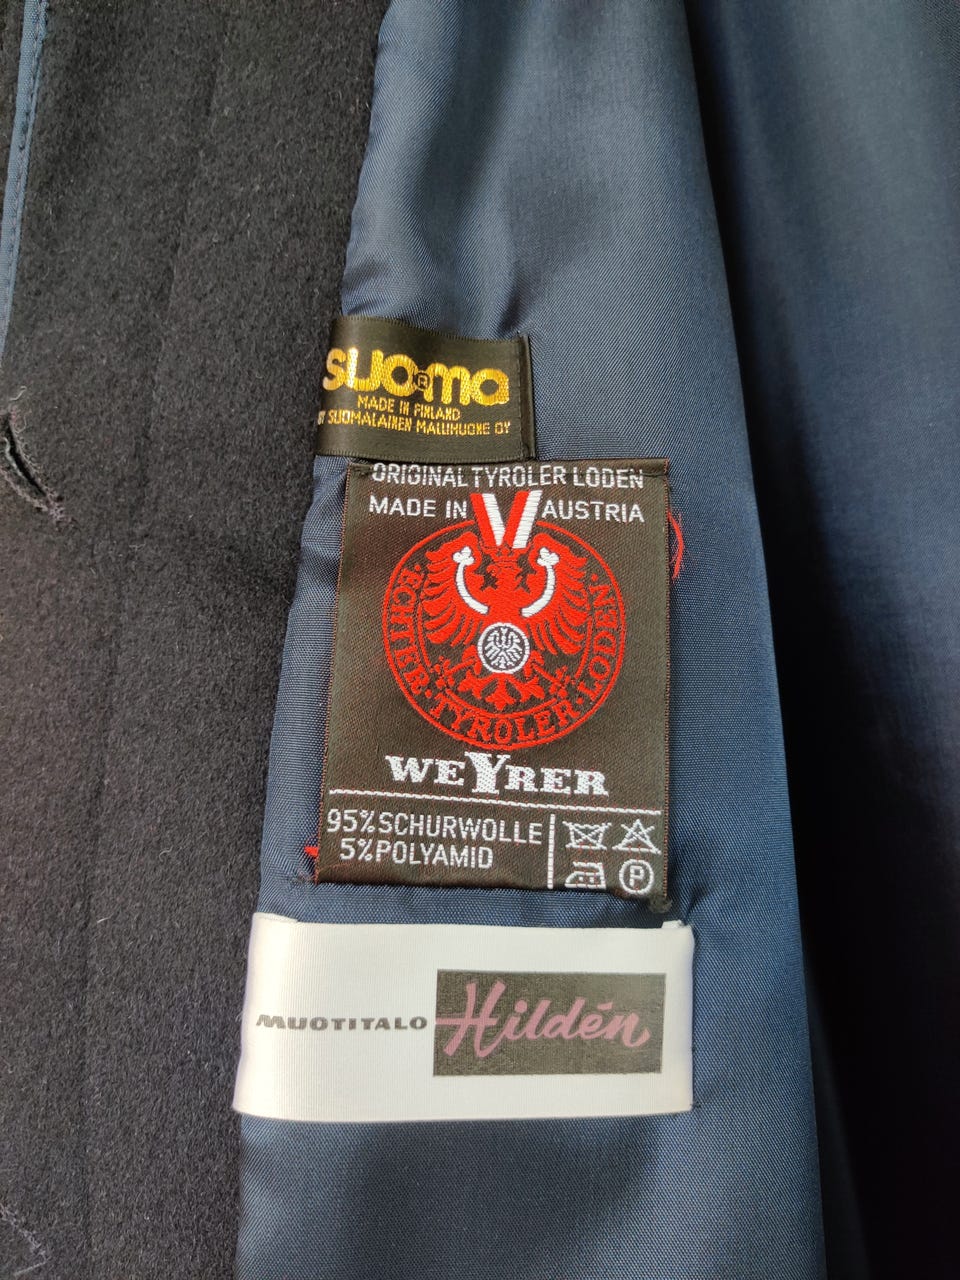 SUOMA ®
MADE IN FINLAND
BY SUOMALAINEN MALLIHUONE OY
ORIGINAL TYROLER LODEN
MADE IN AUSTRIA
ECHTER · TYROLER · LODEN
WEYRER
95% SCHURWOLLE
5% POLYAMID
P
MUOTITALO Hildén